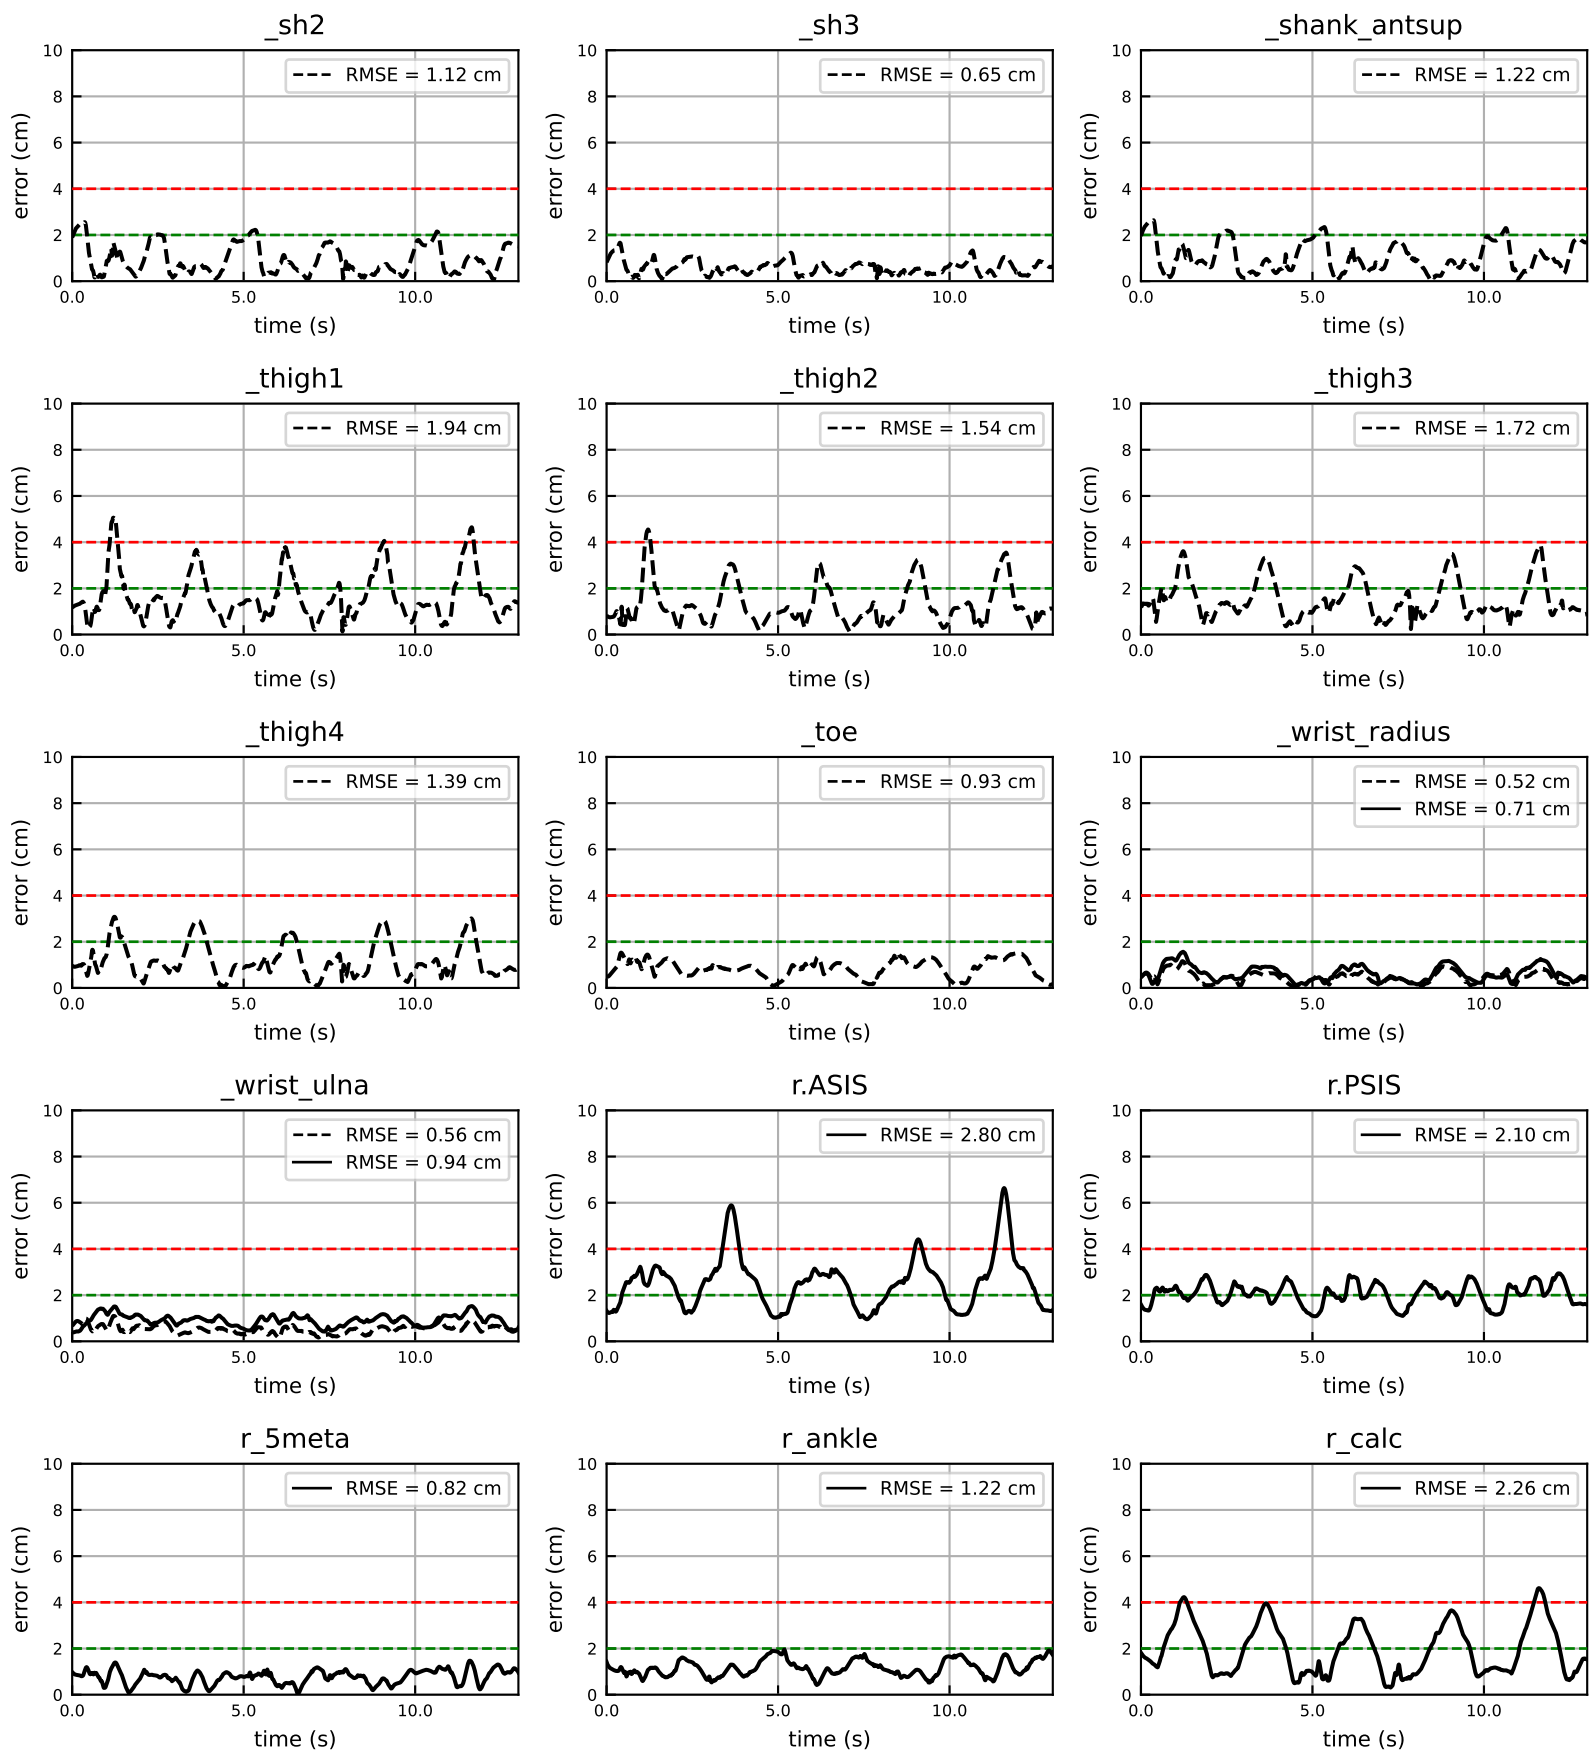 _sh2
_sh3
_shank_antsup
10
8
6
4
2
0
error (cm)
RMSE = 1.12 cm
0.0
5.0
10.0
time (s)
10
8
6
4
2
0
error (cm)
RMSE = 0.65 cm
0.0
5.0
10.0
time (s)
10
8
6
4
2
0
error (cm)
RMSE = 1.22 cm
0.0
5.0
10.0
time (s)
_thigh1
_thigh2
_thigh3
10
8
6
4
2
0
error (cm)
RMSE = 1.94 cm
0.0
5.0
10.0
time (s)
10
8
6
4
2
0
error (cm)
RMSE = 1.54 cm
0.0
5.0
10.0
time (s)
10
8
6
4
2
0
error (cm)
RMSE = 1.72 cm
0.0
5.0
10.0
time (s)
_thigh4
_toe
_wrist_radius
10
8
6
4
2
0
error (cm)
RMSE = 1.39 cm
0.0
5.0
10.0
time (s)
10
8
6
4
2
0
error (cm)
RMSE = 0.93 cm
0.0
5.0
10.0
time (s)
10
8
6
4
2
0
error (cm)
RMSE = 0.52 cm
RMSE = 0.71 cm
0.0
5.0
10.0
time (s)
_wrist_ulna
r.ASIS
r.PSIS
10
8
6
4
2
0
error (cm)
RMSE = 0.56 cm
RMSE = 0.94 cm
0.0
5.0
10.0
time (s)
10
8
6
4
2
0
error (cm)
RMSE = 2.80 cm
0.0
5.0
10.0
time (s)
10
8
6
4
2
0
error (cm)
RMSE = 2.10 cm
0.0
5.0
10.0
time (s)
r_5meta
r_ankle
r_calc
10
8
6
4
2
0
error (cm)
RMSE = 0.82 cm
0.0
5.0
10.0
time (s)
10
8
6
4
2
0
error (cm)
RMSE = 1.22 cm
0.0
5.0
10.0
time (s)
10
8
6
4
2
0
error (cm)
RMSE = 2.26 cm
0.0
5.0
10.0
time (s)